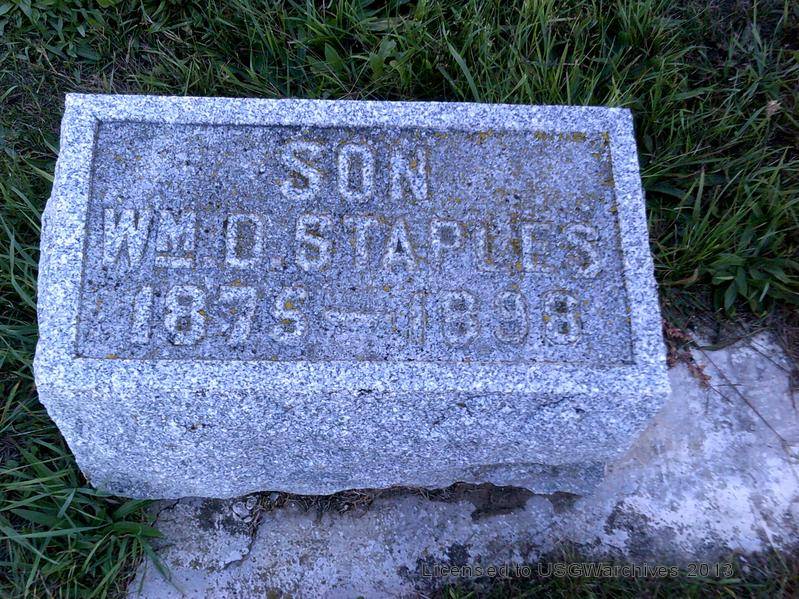 SON
WM D. STAPLES
1875–1898
Licensed to USGWarchives 2013